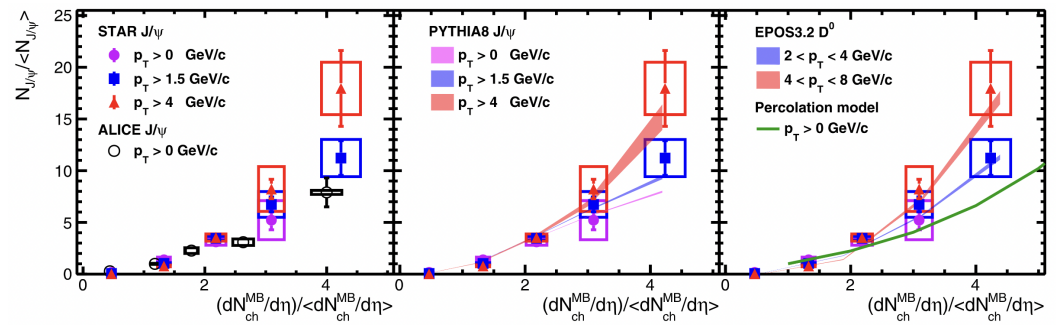 N_{J/ψ}/<N_{J/ψ}>
25
20
15
10
5
0
STAR J/ψ
p_T > 0 GeV/c
p_T > 1.5 GeV/c
p_T > 4 GeV/c
ALICE J/ψ
p_T > 0 GeV/c
0 2 4
(dN_{ch}^{MB}/dη)/<dN_{ch}^{MB}/dη>
PYTHIA8 J/ψ
p_T > 0 GeV/c
p_T > 1.5 GeV/c
p_T > 4 GeV/c
0 2 4
(dN_{ch}^{MB}/dη)/<dN_{ch}^{MB}/dη>
EPOS3.2 D^0
2 < p_T < 4 GeV/c
4 < p_T < 8 GeV/c
Percolation model
p_T > 0 GeV/c
0 2 4
(dN_{ch}^{MB}/dη)/<dN_{ch}^{MB}/dη>